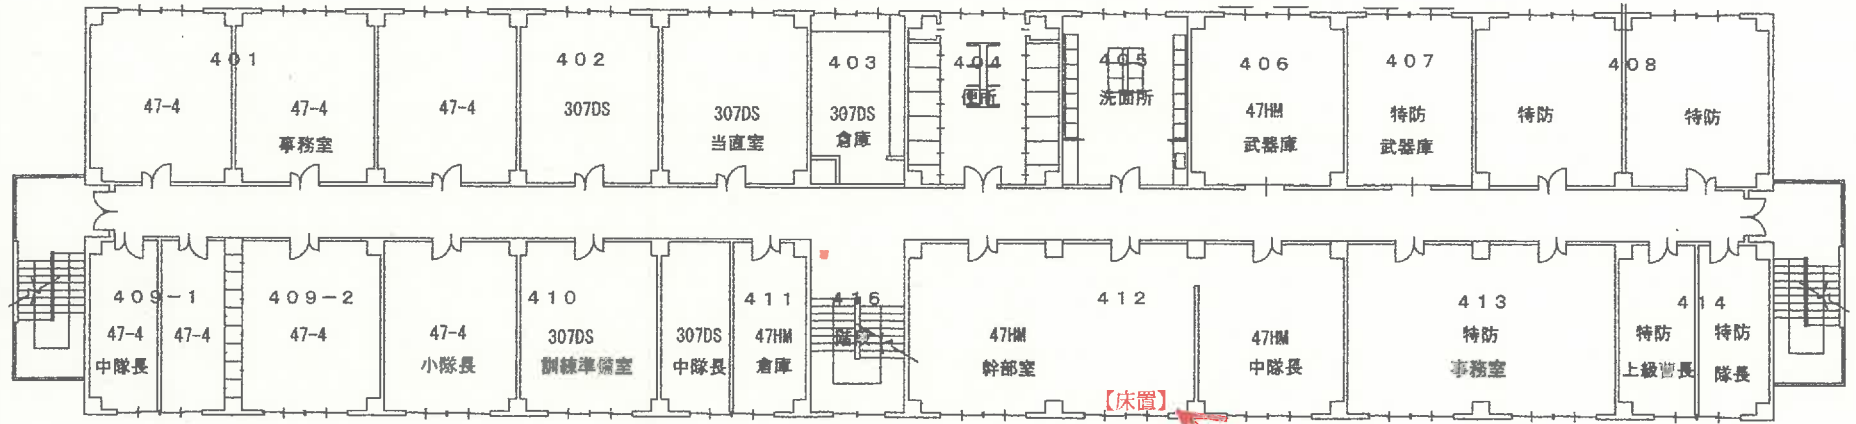 401
402
403
404
405
406
407
408
47-4
47-4
47-4
307DS
307DS
307DS
便所
洗面所
47HM
特防
特防
特防
事務室
当直室
倉庫
武器庫
武器庫
409-1
409-2
410
411
416
412
413
414
47-4
47-4
47-4
47-4
307DS
307DS
47HM
階段
47HM
47HM
特防
特防
特防
中隊長
小隊長
訓練準備室
中隊長
倉庫
幹部室
中隊長
事務室
上級曹長
隊長
【床置】